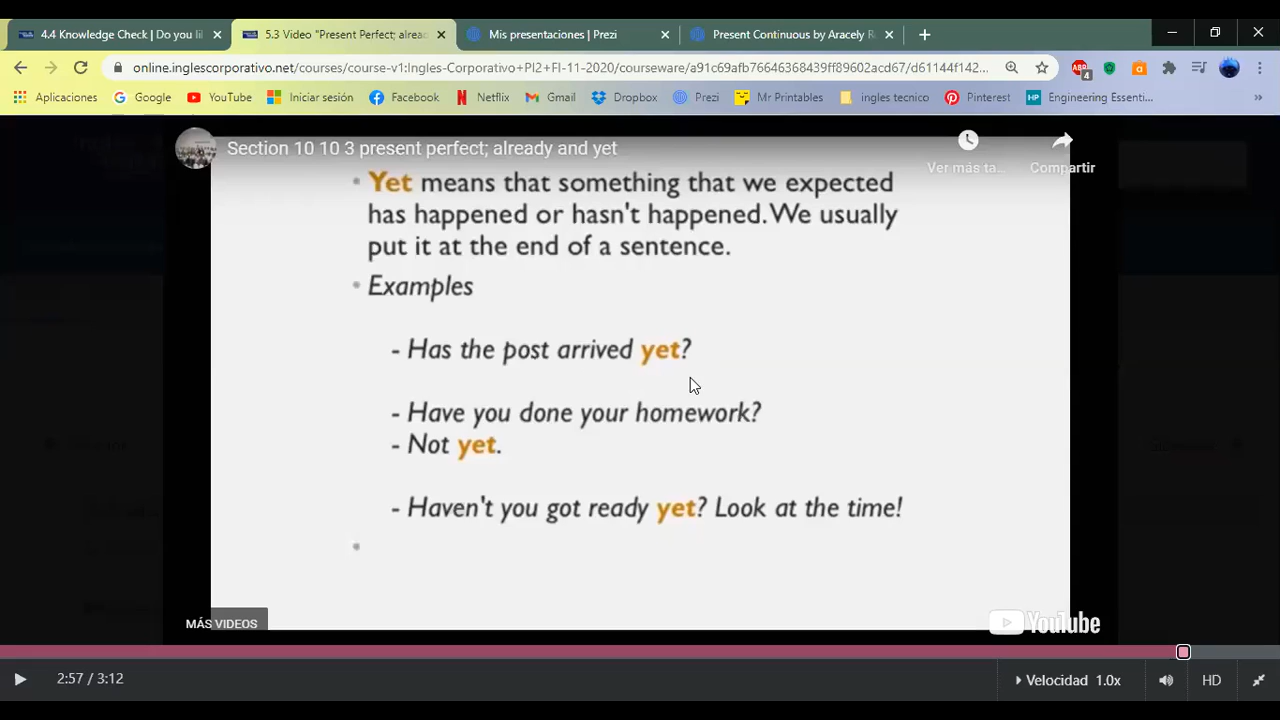 4.4 Knowledge Check | Do you lil
5.3 Video "Present Perfect; alread
Mis presentaciones | Prezi
Present Continuous by Aracely R
online.inglescorporativo.net/courses/course-v1:Ingles-Corporativo+PI2+FI-11-2020/courseware/a91c69afb76646368439ff89602acd67/d61144f142...
ABP
4
Aplicaciones
Google
YouTube
Iniciar sesión
Facebook
Netflix
Gmail
Dropbox
Prezi
Mr Printables
ingles tecnico
Pinterest
HP
Engineering Essenti...
»
Section 10 10 3 present perfect; already and yet
Ver más ta...
Compartir
• Yet means that something that we expected
has happened or hasn't happened. We usually
put it at the end of a sentence.
• Examples
- Has the post arrived yet?
- Have you done your homework?
- Not yet.
- Haven't you got ready yet? Look at the time!
•
MÁS VIDEOS
YouTube
2:57 / 3:12
Velocidad 1.0x
HD